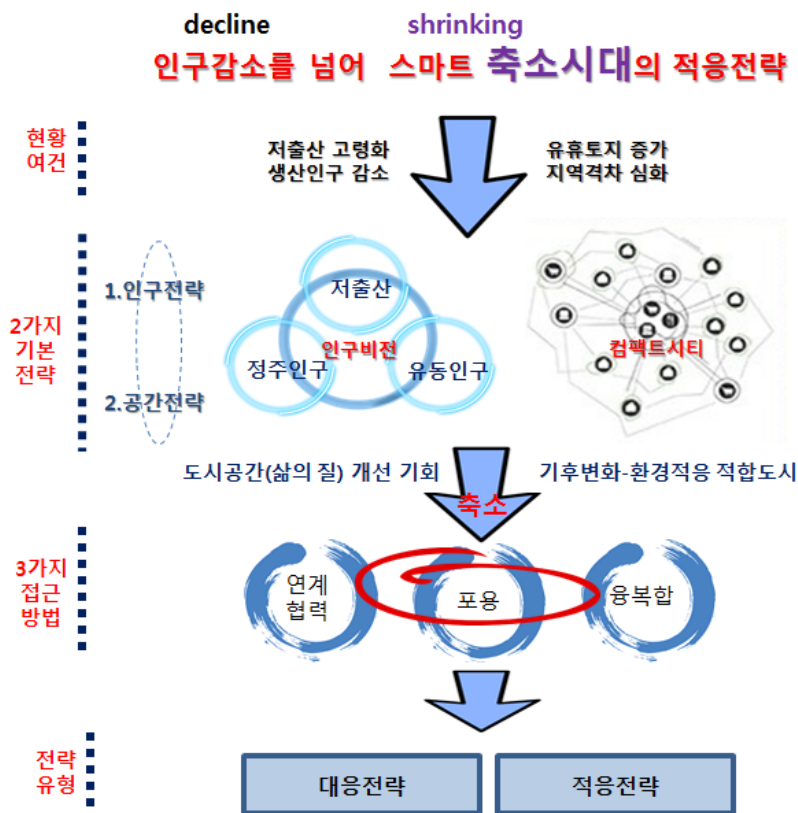 decline shrinking
인구감소를 넘어 스마트 축소시대의 적응전략
현황
여건
저출산 고령화
생산인구 감소
유휴토지 증가
지역격차 심화
2가지
기본
전략
1.인구전략
2.공간전략
저출산
인구비전
정주인구
유동인구
컴팩트시티
도시공간(삶의 질) 개선 기회
기후변화-환경적응 적합도시
축소
3가지
접근
방법
연계
협력
포용
융복합
전략
유형
대응전략
적응전략